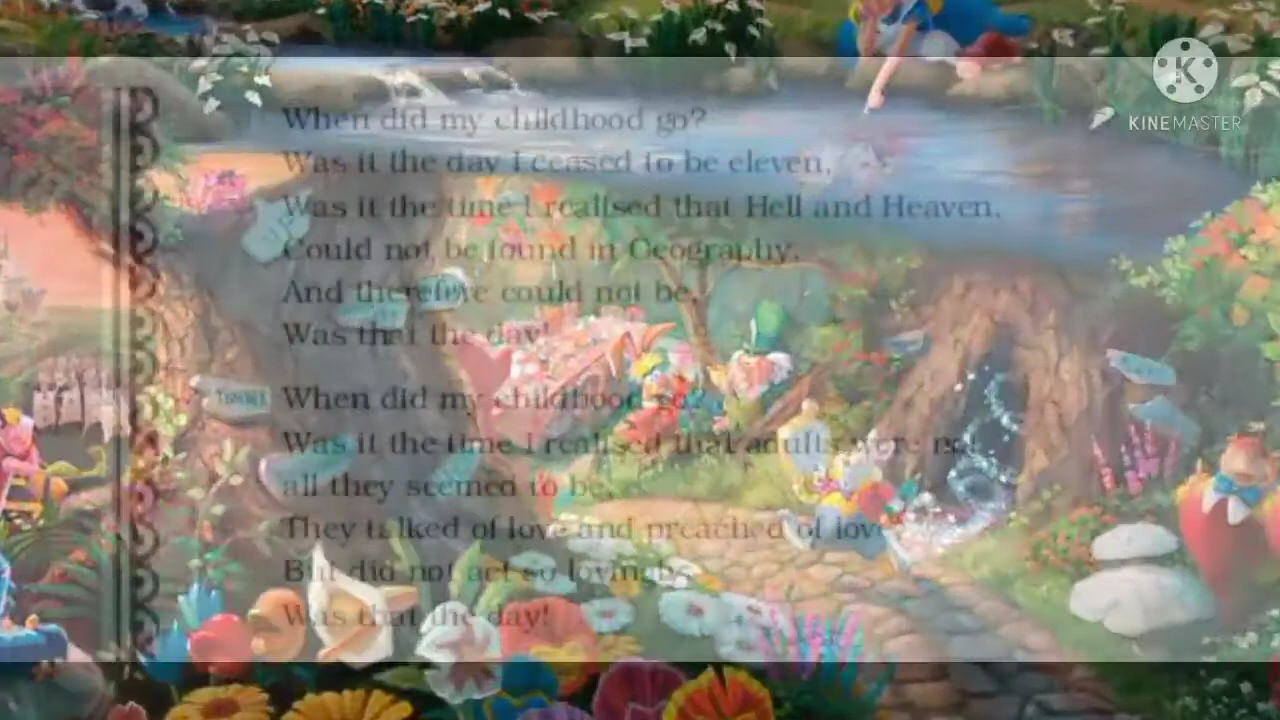 KINEMASTER
When did my childhood go?
Was it the day I ceased to be eleven,
Was it the time I realised that Hell and Heaven,
Could not be found in Geography,
And therefore could not be,
Was that the day!
When did my childhood go?
Was it the time I realised that adults were not
all they seemed to be,
They talked of love and preached of love
But did not act so lovingly,
Was that the day!